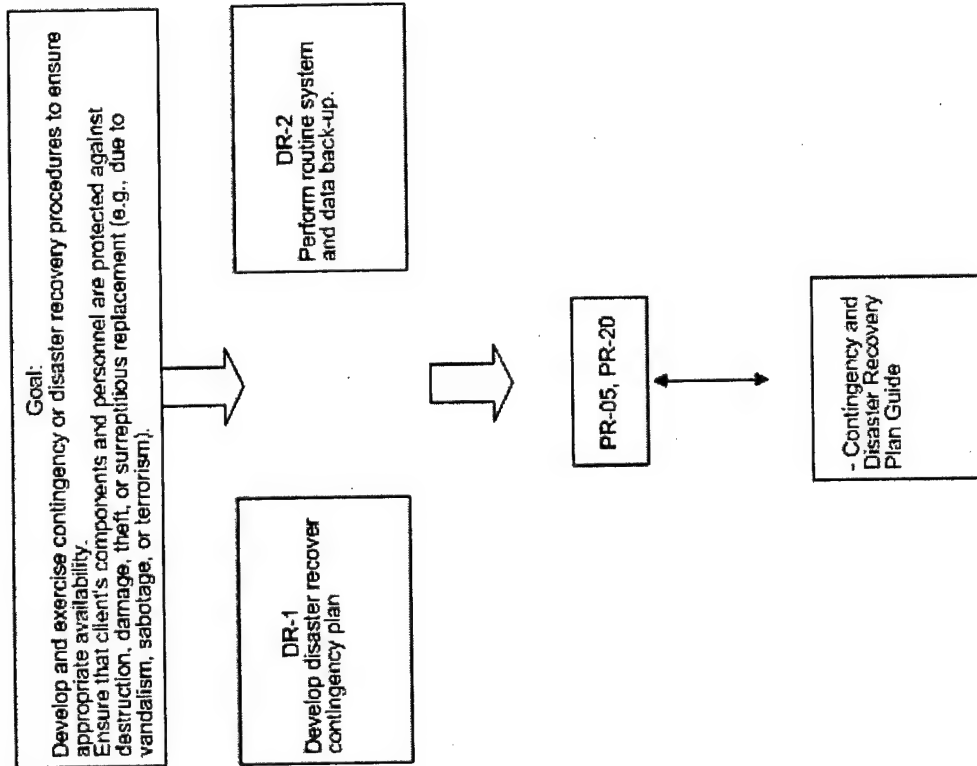 Goal:
Develop and exercise contingency or disaster recovery procedures to ensure
appropriate availability.
Ensure that client's components and personnel are protected against
destruction, damage, theft, or surreptitious replacement (e.g., due to
vandalism, sabotage, or terrorism).
DR-1
Develop disaster recover
contingency plan
DR-2
Perform routine system
and data back-up.
PR-05, PR-20
- Contingency and
Disaster Recovery
Plan Guide